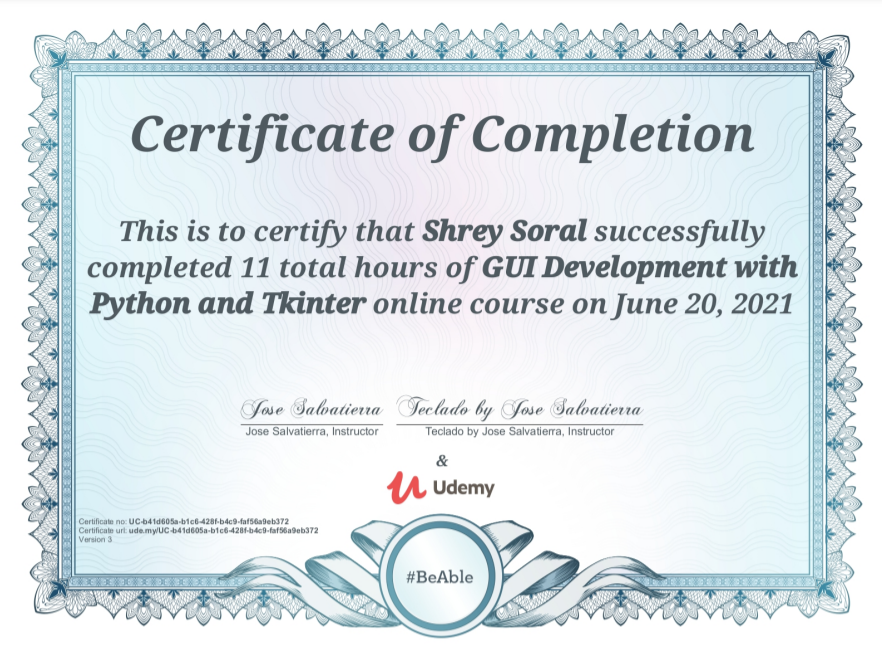 Certificate of Completion
This is to certify that Shrey Soral successfully
completed 11 total hours of GUI Development with
Python and Tkinter online course on June 20, 2021
Jose Salvatierra
Teclado by Jose Salvatierra
Jose Salvatierra, Instructor
Teclado by Jose Salvatierra, Instructor
&
Udemy
Certificate no: UC-b41d605a-b1c6-428f-b4c9-faf56a9eb372
Certificate url: ude.my/UC-b41d605a-b1c6-428f-b4c9-faf56a9eb372
Version 3
#BeAble